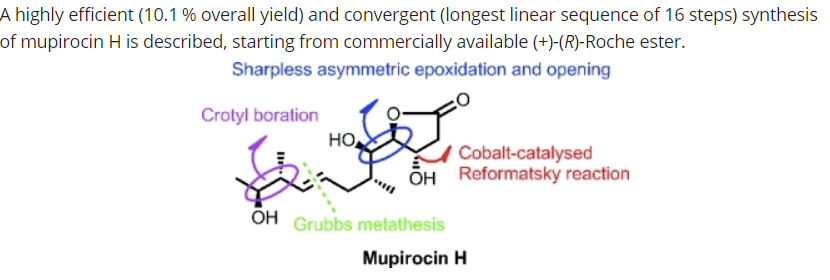 A highly efficient (10.1 % overall yield) and convergent (longest linear sequence of 16 steps) synthesis
of mupirocin H is described, starting from commercially available (+)-(R)-Roche ester.
Sharpless asymmetric epoxidation and opening
Crotyl boration
O
O
HO
Cobalt-catalysed
Reformatsky reaction
OH
OH
Grubbs metathesis
Mupirocin H